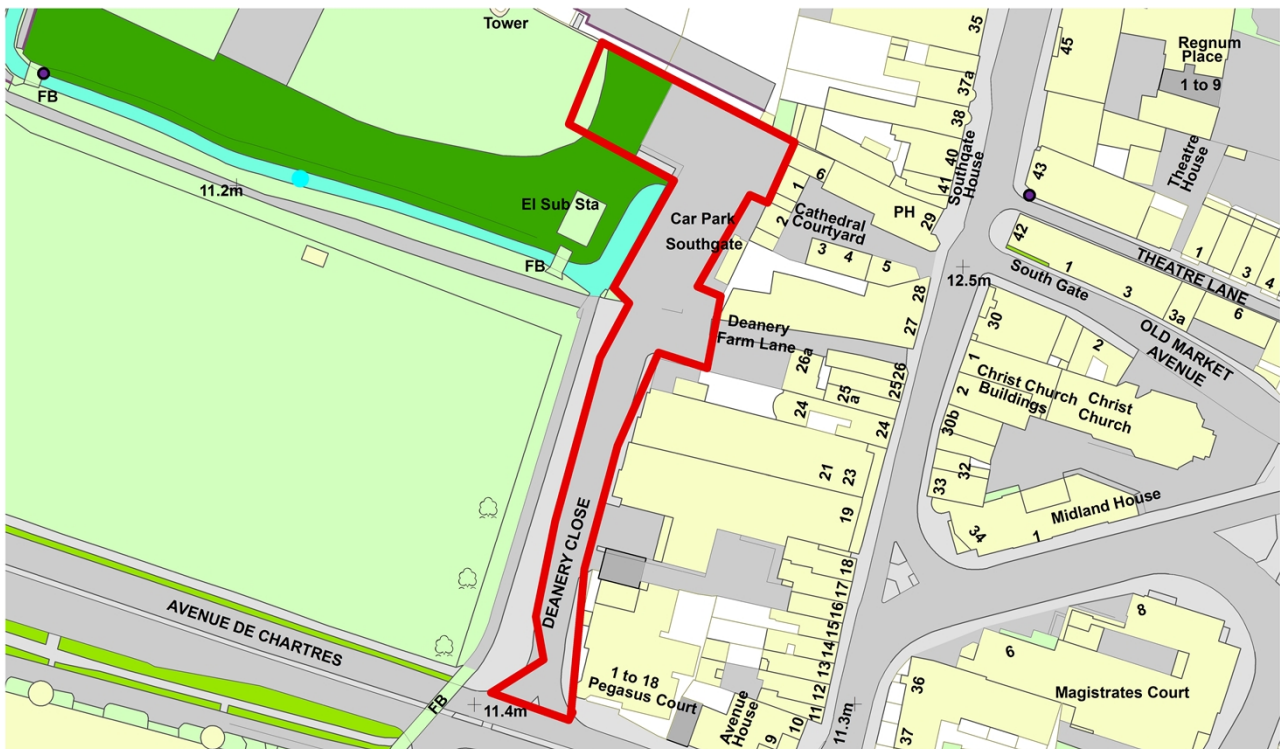 Tower
35
45
Regnum
Place
1 to 9
37a
38
FB
40
41
Southgate
House
43
Theatre
House
11.2m
El Sub Sta
Car Park
Southgate
1
6
2
Cathedral
Courtyard
PH
29
3
4
5
42
1
3
3a
THEATRE LANE
1
3
4
6
South Gate
OLD MARKET
AVENUE
FB
12.5m
28
27
Deanery
Farm Lane
26a
26
25
25
a
24
24
30
2
1
2
Christ Church
Buildings
Christ
Church
30b
32
33
21
23
19
34
1
Midland House
DEANERY CLOSE
18
17
16
15
14
13
12
11
10
9
AVENUE DE CHARTRES
1 to 18
Pegasus Court
Avenue
House
FB
11.4m
11.3m
8
6
36
37
Magistrates Court